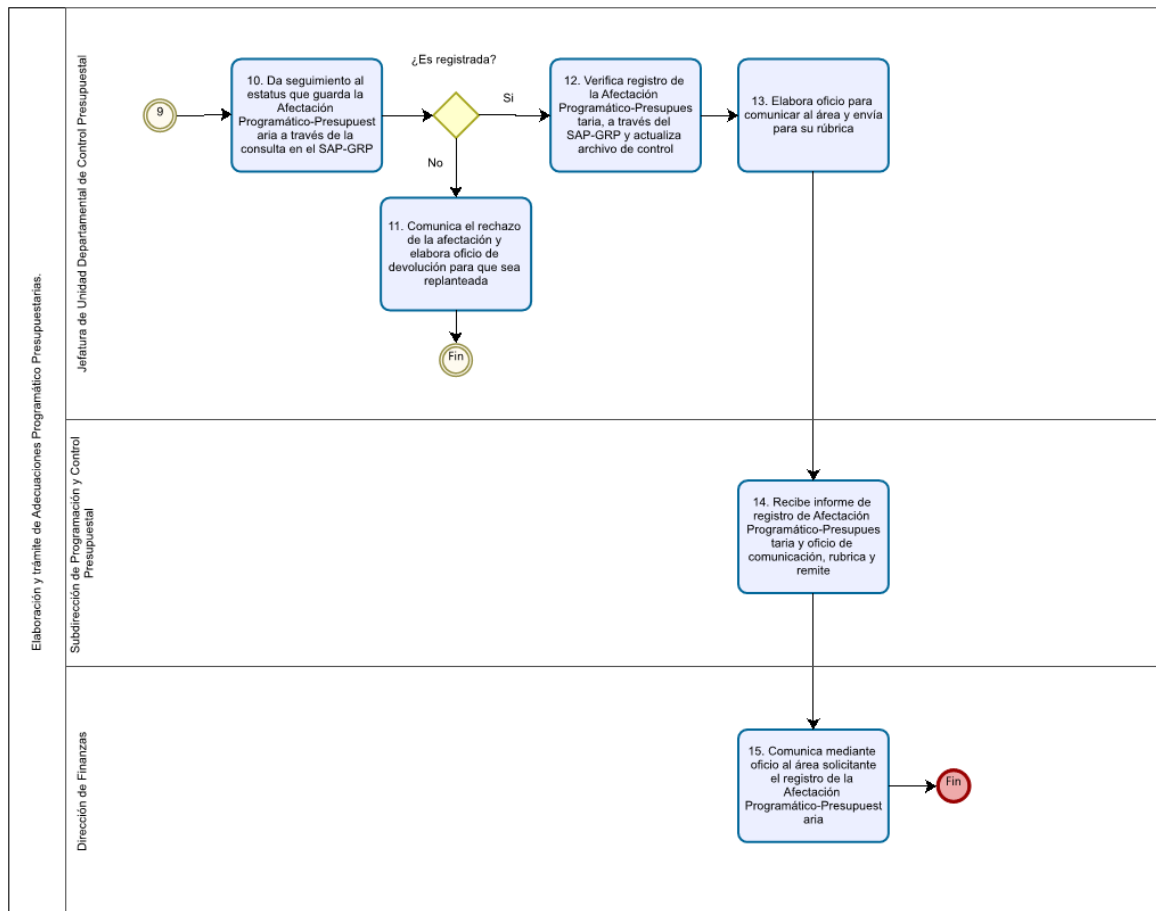 Elaboración y trámite de Adecuaciones Programático Presupuestarias.
Jefatura de Unidad Departamental de Control Presupuestal
9
10. Da seguimiento al
estatus que guarda la
Afectación
Programático-Presupuest
aria a través de la
consulta en el SAP-GRP
¿Es registrada?
Si
No
11. Comunica el rechazo
de la afectación y
elabora oficio de
devolución para que sea
replanteada
Fin
12. Verifica registro de
la Afectación
Programático-Presupues
taria, a través del
SAP-GRP y actualiza
archivo de control
13. Elabora oficio para
comunicar al área y envía
para su rúbrica
Subdirección de Programación y Control
Presupuestal
14. Recibe informe de
registro de Afectación
Programático-Presupues
taria y oficio de
comunicación, rubrica y
remite
Dirección de Finanzas
15. Comunica mediante
oficio al área solicitante
el registro de la
Afectación
Programático-Presupuest
aria
Fin